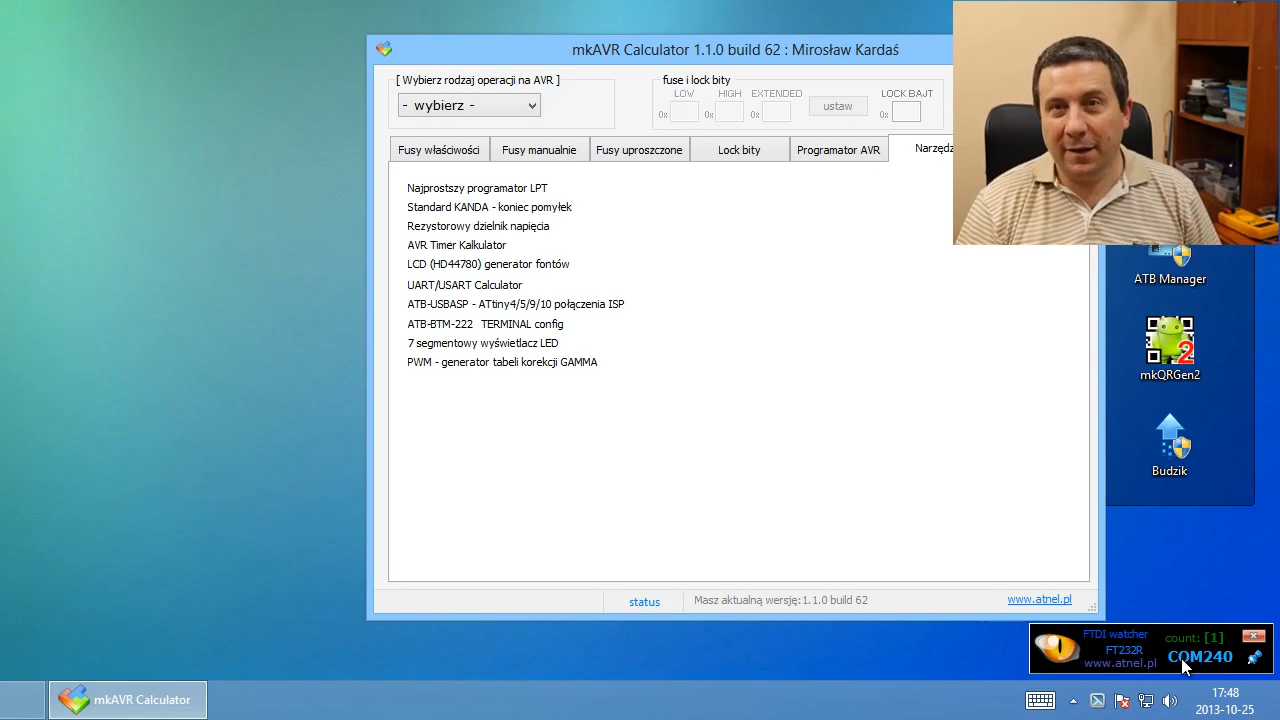 mkAVR Calculator 1.1.0 build 62 : Mirosław Kardaś
[ Wybierz rodzaj operacji na AVR ]
- wybierz -
fuse i lock bity
LOW HIGH EXTENDED LOCK BAJT
0x 0x 0x ustaw 0x
Fusy właściwości Fusy manualnie Fusy uproszczone Lock bity Programator AVR Narzędz
Najprostszy programator LPT
Standard KANDA - koniec pomyłek
Rezystorowy dzielnik napięcia
AVR Timer Kalkulator
LCD (HD44780) generator fontów
UART/USART Calculator
ATB-USBASP - ATtiny4/5/9/10 połączenia ISP
ATB-BTM-222 TERMINAL config
7 segmentowy wyświetlacz LED
PWM - generator tabeli korekcji GAMMA
status Masz aktualną wersję:1.1.0 build 62 www.atnel.pl
ATB Manager
2
mkQRGen2
Budzik
FTDI watcher count: [1]
FT232R COM240
www.atnel.pl
mkAVR Calculator
17:48
2013-10-25